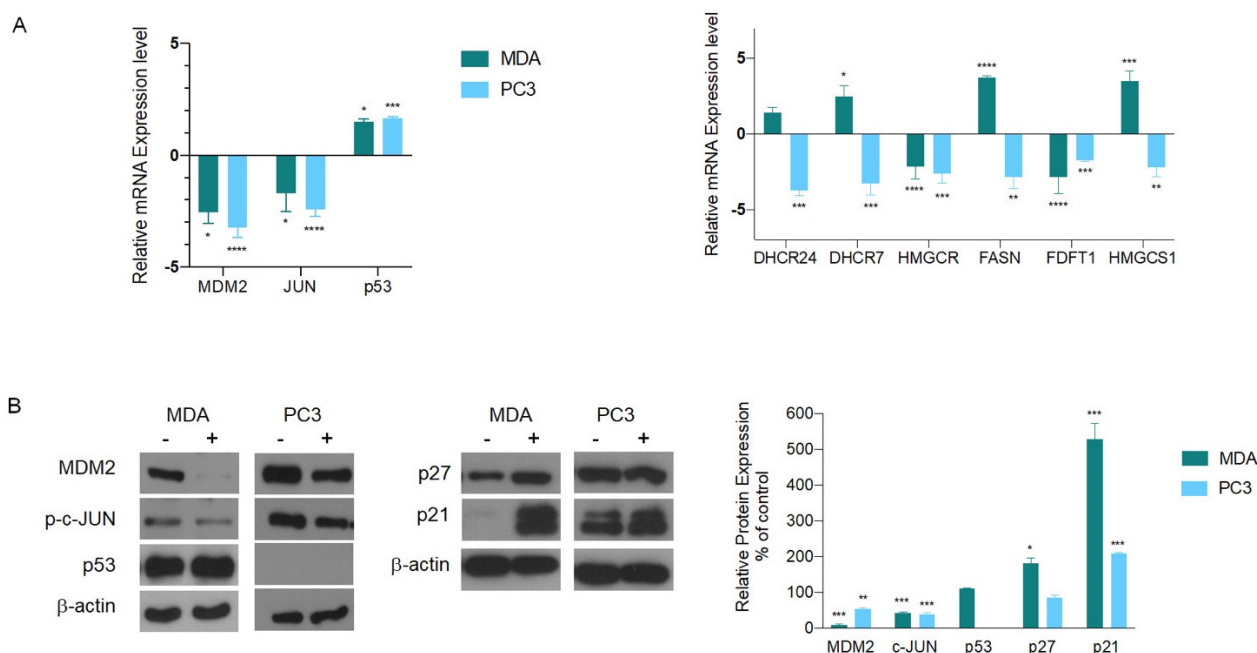 A
Relative mRNA Expression level
5
0
-5
MDM2 JUN p53
* **** * **** * ***
MDA
PC3
Relative mRNA Expression level
5
0
-5
DHCR24 DHCR7 HMGCR FASN FDFT1 HMGCS1
*** * *** **** *** **** ** **** *** *** **
B
MDA PC3
- + - +
MDM2
p-c-JUN
p53
β-actin
MDA PC3
- + - +
p27
p21
β-actin
Relative Protein Expression
% of control
600
500
400
300
200
100
0
MDM2 c-JUN p53 p27 p21
*** ** *** *** * *** ***
MDA
PC3